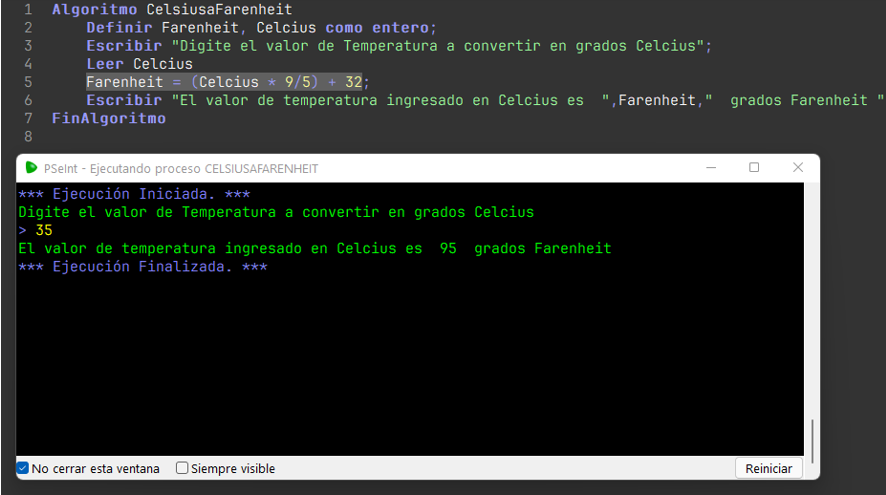 1 Algoritmo CelsiusaFarenheit
2 Definir Farenheit, Celcius como entero;
3 Escribir "Digite el valor de Temperatura a convertir en grados Celcius";
4 Leer Celcius
5 Farenheit = (Celcius * 9/5) + 32;
6 Escribir "El valor de temperatura ingresado en Celcius es  ",Farenheit,"  grados Farenheit "
7 FinAlgoritmo
8
PSeInt - Ejecutando proceso CELSIUSAFARENHEIT
*** Ejecución Iniciada. ***
Digite el valor de Temperatura a convertir en grados Celcius
> 35
El valor de temperatura ingresado en Celcius es  95  grados Farenheit
*** Ejecución Finalizada. ***
No cerrar esta ventana Siempre visible Reiniciar